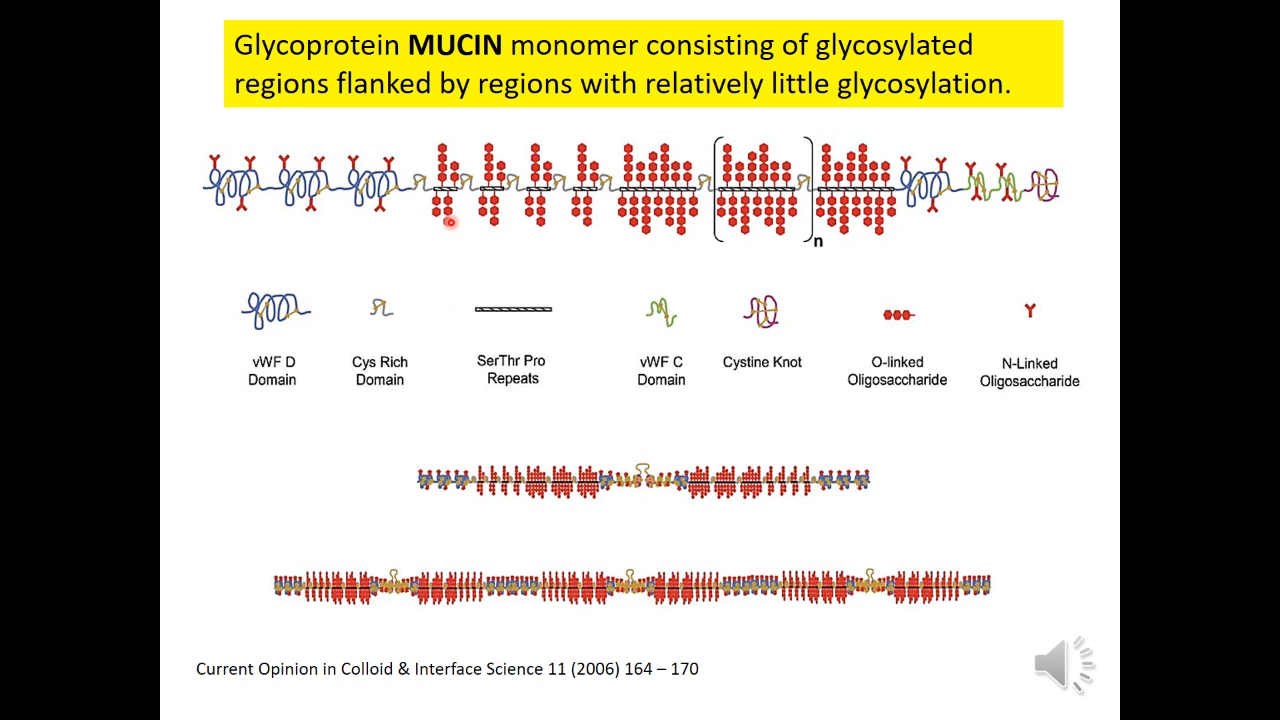 Glycoprotein MUCIN monomer consisting of glycosylated
regions flanked by regions with relatively little glycosylation.
n
vWF D
Domain
Cys Rich
Domain
SerThr Pro
Repeats
vWF C
Domain
Cystine Knot
O-linked
Oligosaccharide
N-Linked
Oligosaccharide
Current Opinion in Colloid & Interface Science 11 (2006) 164 – 170